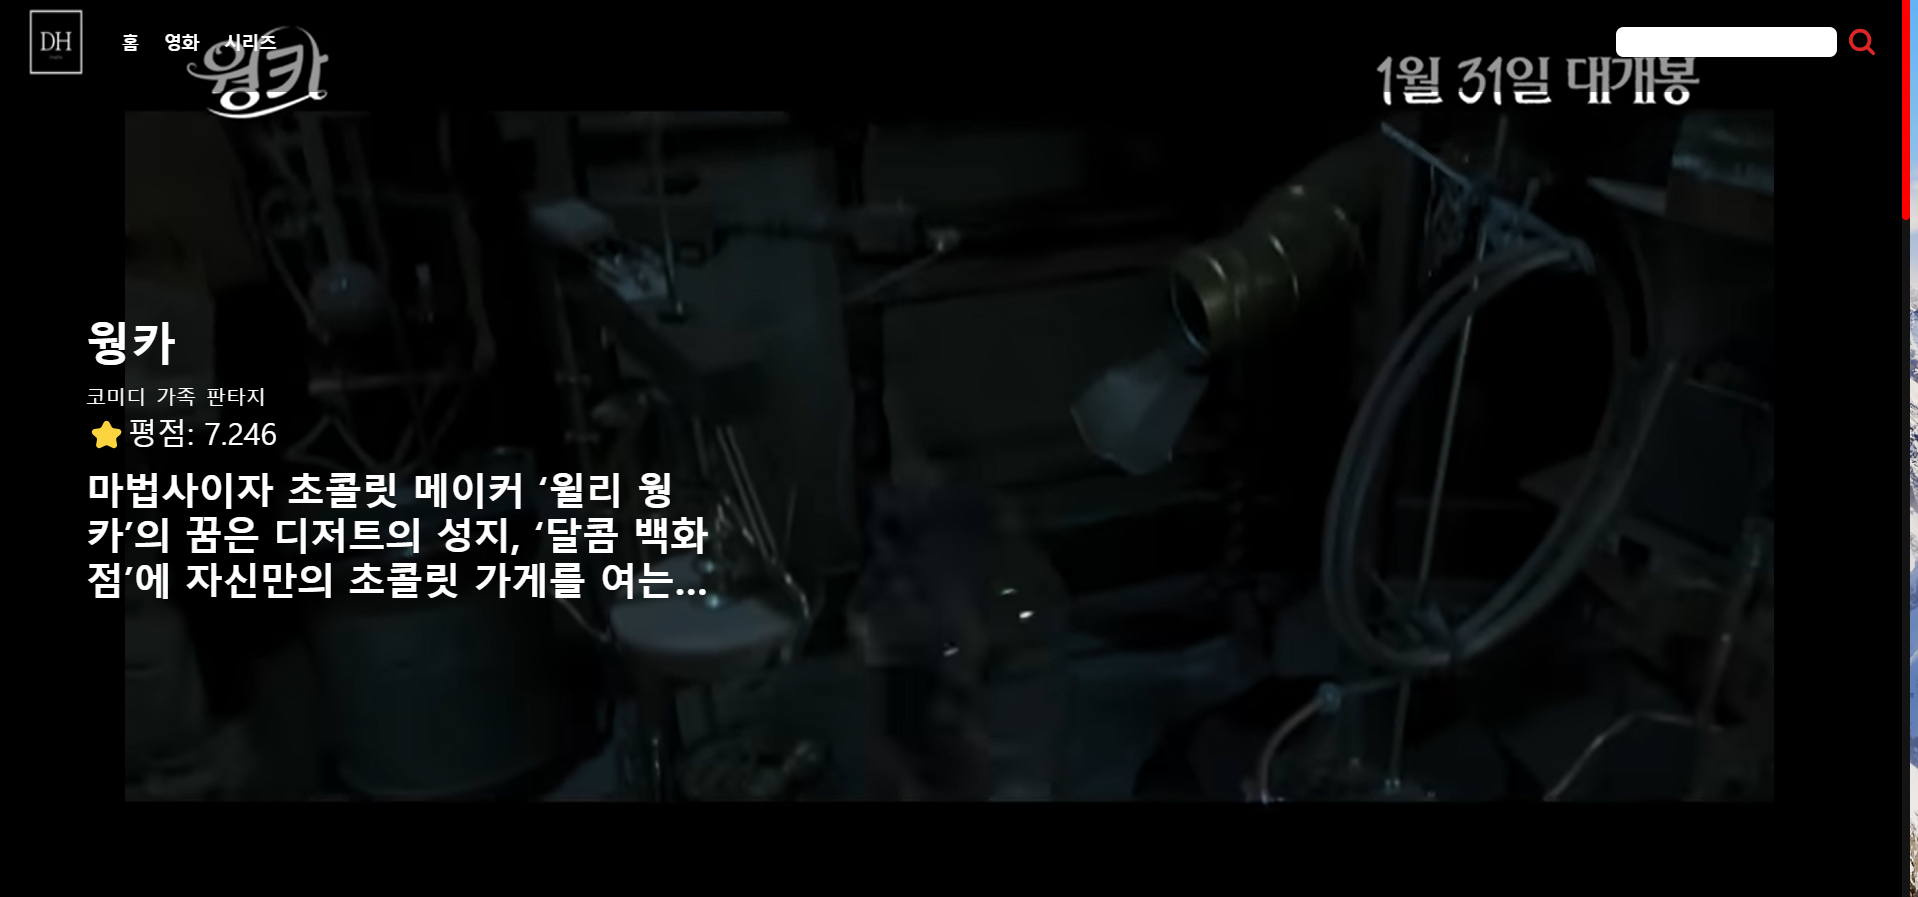 DH
홈 영화 시리즈
웡카
1월 31일 대개봉
웡카
코미디 가족 판타지
평점: 7.246
마법사이자 초콜릿 메이커 ‘윌리 웡
카’의 꿈은 디저트의 성지, ‘달콤 백화
점’에 자신만의 초콜릿 가게를 여는...